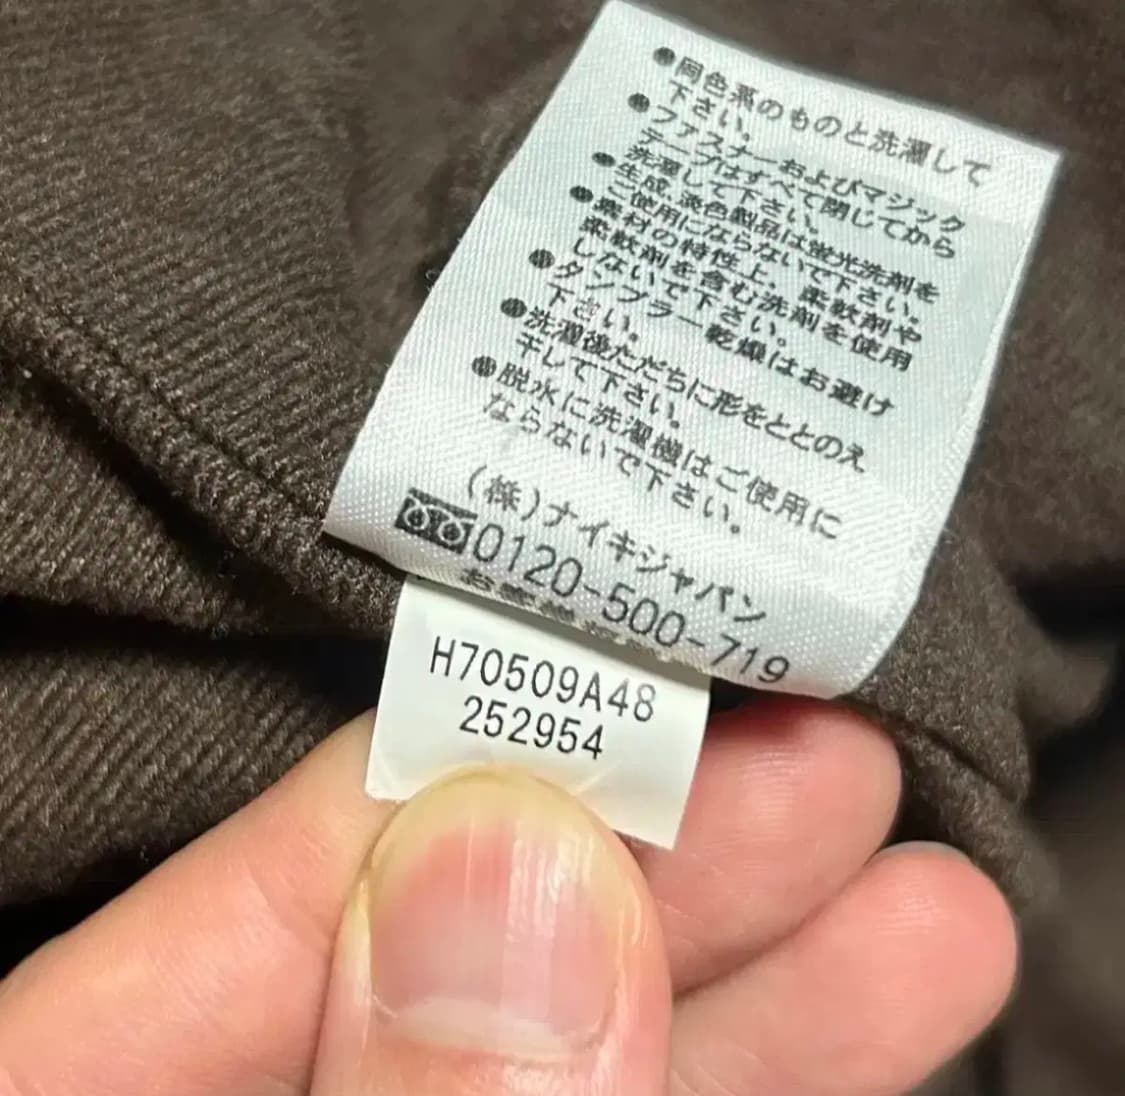 ●同色系のものと洗濯して
下さい。
●ファスナーおよびマジック
テープはすべて閉じてから
洗濯して下さい。
●生成、淡色製品は蛍光洗剤を
ご使用にならないで下さい。
●素材の特性上、柔軟剤や
柔軟剤を含む洗剤を使用
しないで下さい。
●タンブラー乾燥はお避け
下さい。
●洗濯後ただちに形をととのえ
干して下さい。
●脱水に洗濯機はご使用に
ならないで下さい。
(株)ナイキジャパン
0120-500-719
お客様
H70509A48
252954